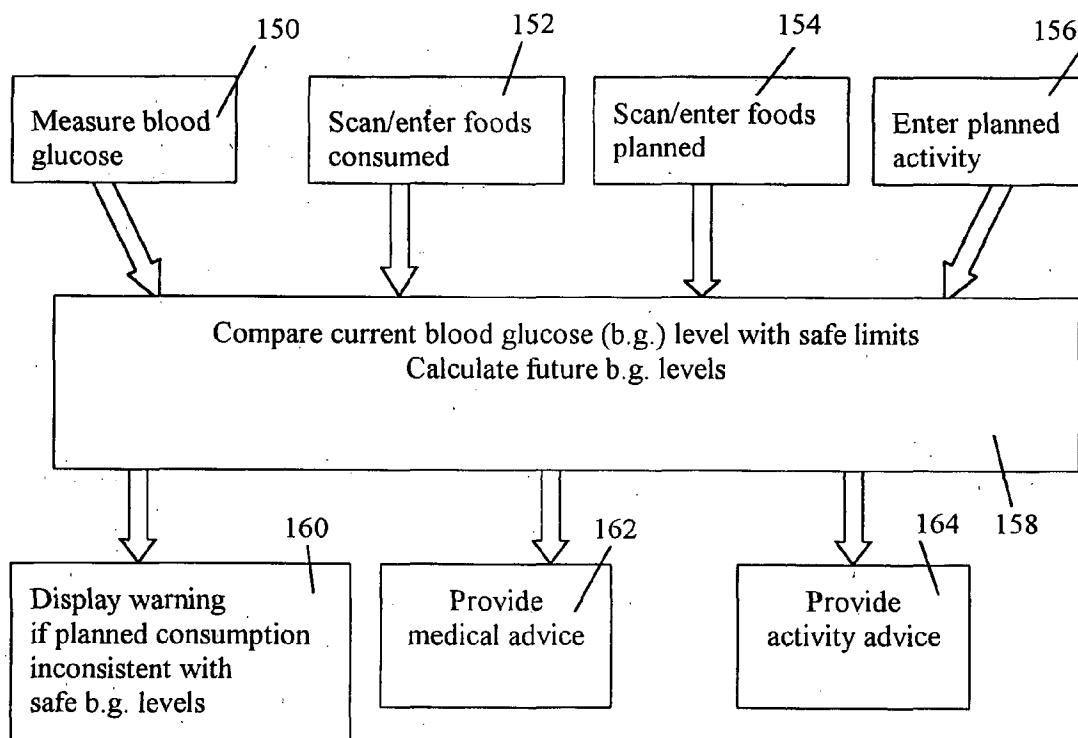 150
152
154
156
Measure blood
glucose
Scan/enter foods
consumed
Scan/enter foods
planned
Enter planned
activity
Compare current blood glucose (b.g.) level with safe limits
Calculate future b.g. levels
158
160
162
164
Display warning
if planned consumption
inconsistent with
safe b.g. levels
Provide
medical advice
Provide
activity advice